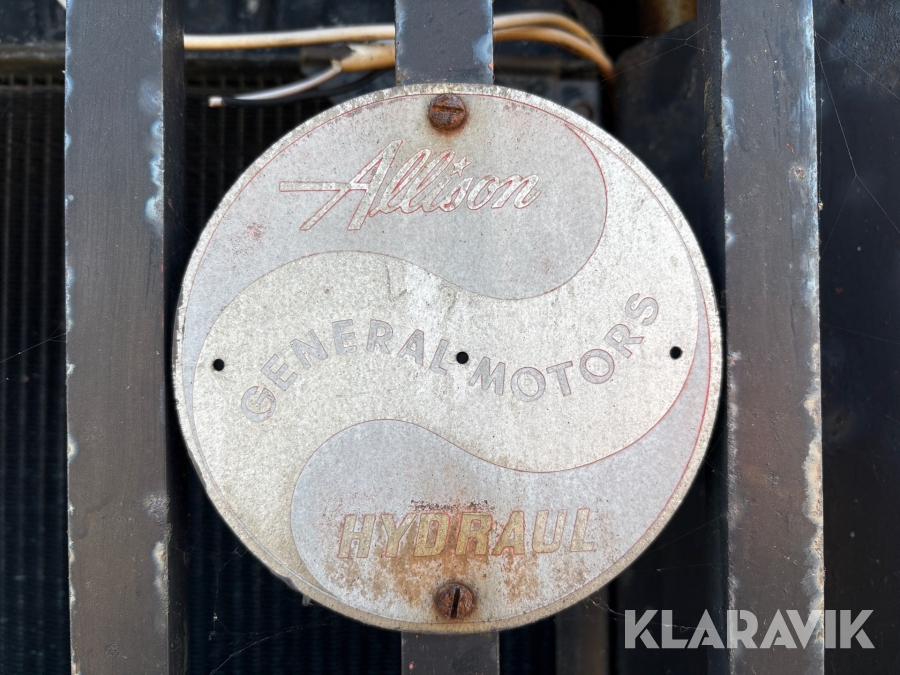 Allison
GENERAL MOTORS
HYDRAUL
KLARAVIK